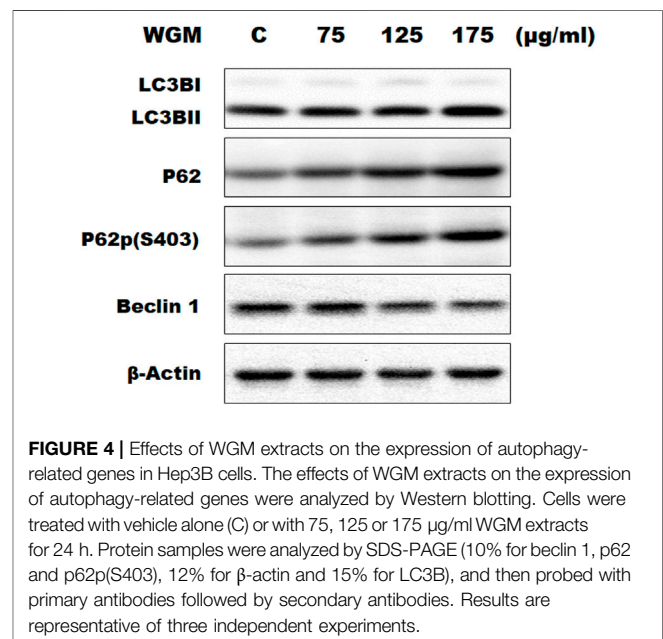 WGM C 75 125 175 (µg/ml)
LC3BI
LC3BII
P62
P62p(S403)
Beclin 1
β-Actin
FIGURE 4 | Effects of WGM extracts on the expression of autophagy-
related genes in Hep3B cells. The effects of WGM extracts on the expression
of autophagy-related genes were analyzed by Western blotting. Cells were
treated with vehicle alone (C) or with 75, 125 or 175 µg/ml WGM extracts
for 24 h. Protein samples were analyzed by SDS-PAGE (10% for beclin 1, p62
and p62p(S403), 12% for β-actin and 15% for LC3B), and then probed with
primary antibodies followed by secondary antibodies. Results are
representative of three independent experiments.